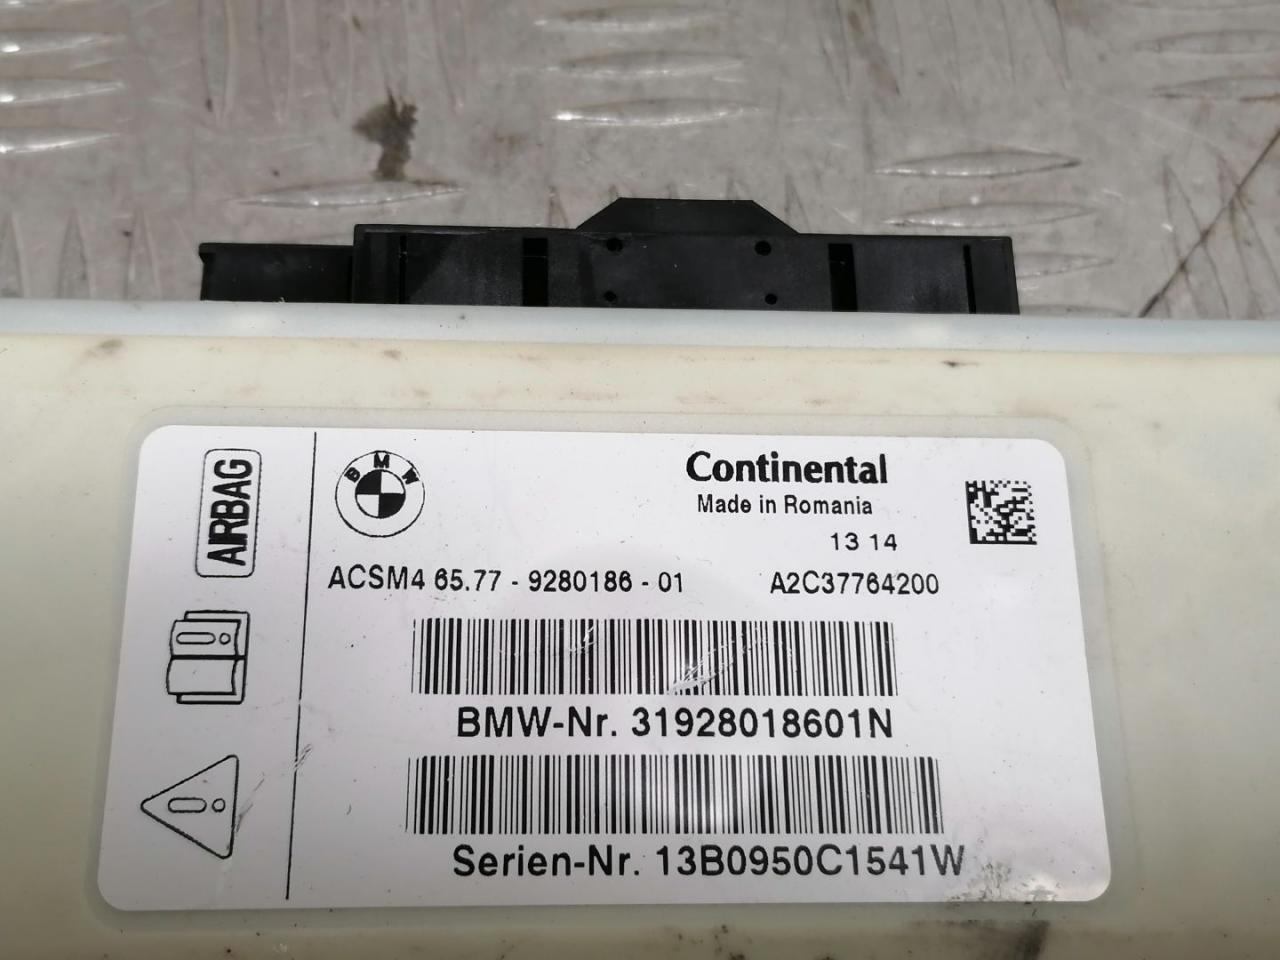 AIRBAG
BMW
Continental
Made in Romania
13 14
ACSM4 65.77 - 9280186 - 01 A2C37764200
BMW-Nr. 31928018601N
Serien-Nr. 13B0950C1541W